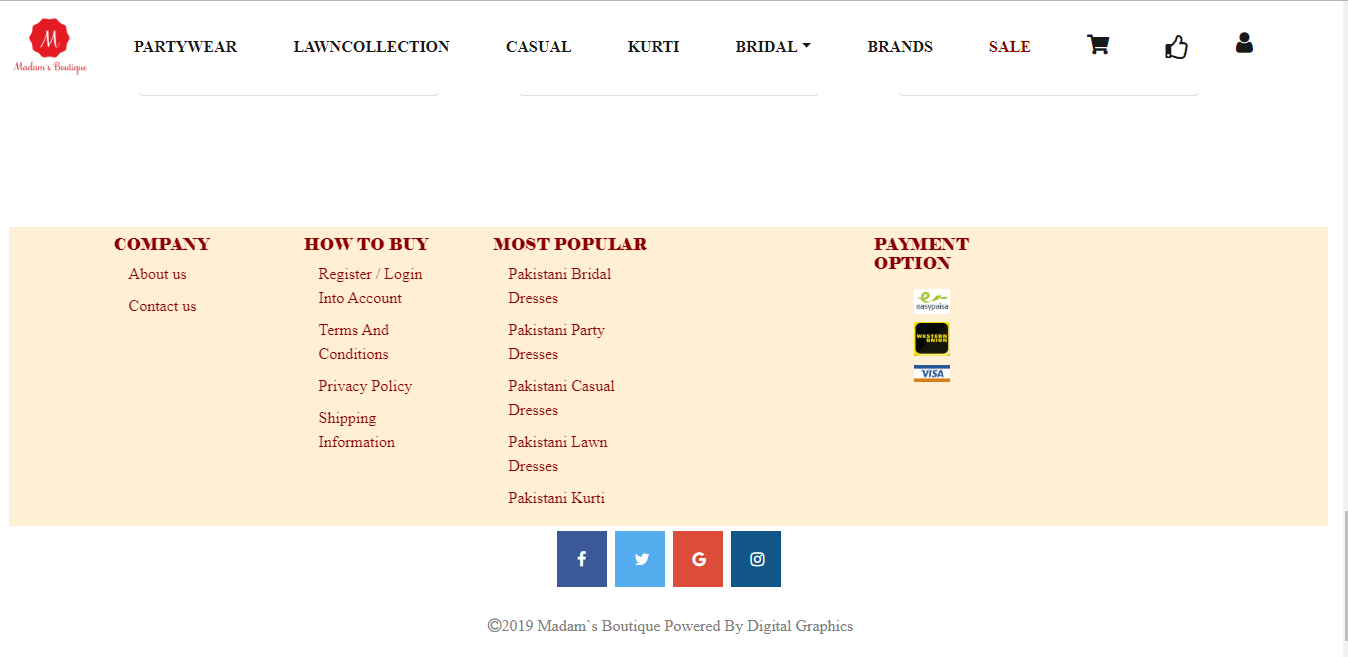 M
Madam's Boutique
PARTYWEAR LAWNCOLLECTION CASUAL KURTI BRIDAL BRANDS SALE
COMPANY
About us
Contact us
HOW TO BUY
Register / Login
Into Account
Terms And
Conditions
Privacy Policy
Shipping
Information
MOST POPULAR
Pakistani Bridal
Dresses
Pakistani Party
Dresses
Pakistani Casual
Dresses
Pakistani Lawn
Dresses
Pakistani Kurti
PAYMENT
OPTION
easypaisa
WESTERN
UNION
VISA
f
G
©2019 Madam`s Boutique Powered By Digital Graphics